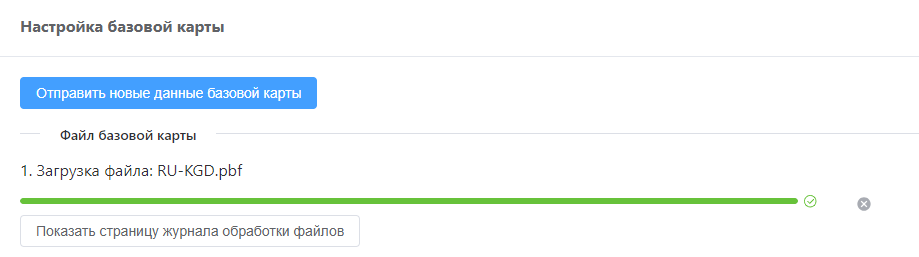 Настройка базовой карты
Отправить новые данные базовой карты
Файл базовой карты
1. Загрузка файла: RU-KGD.pbf
Показать страницу журнала обработки файлов